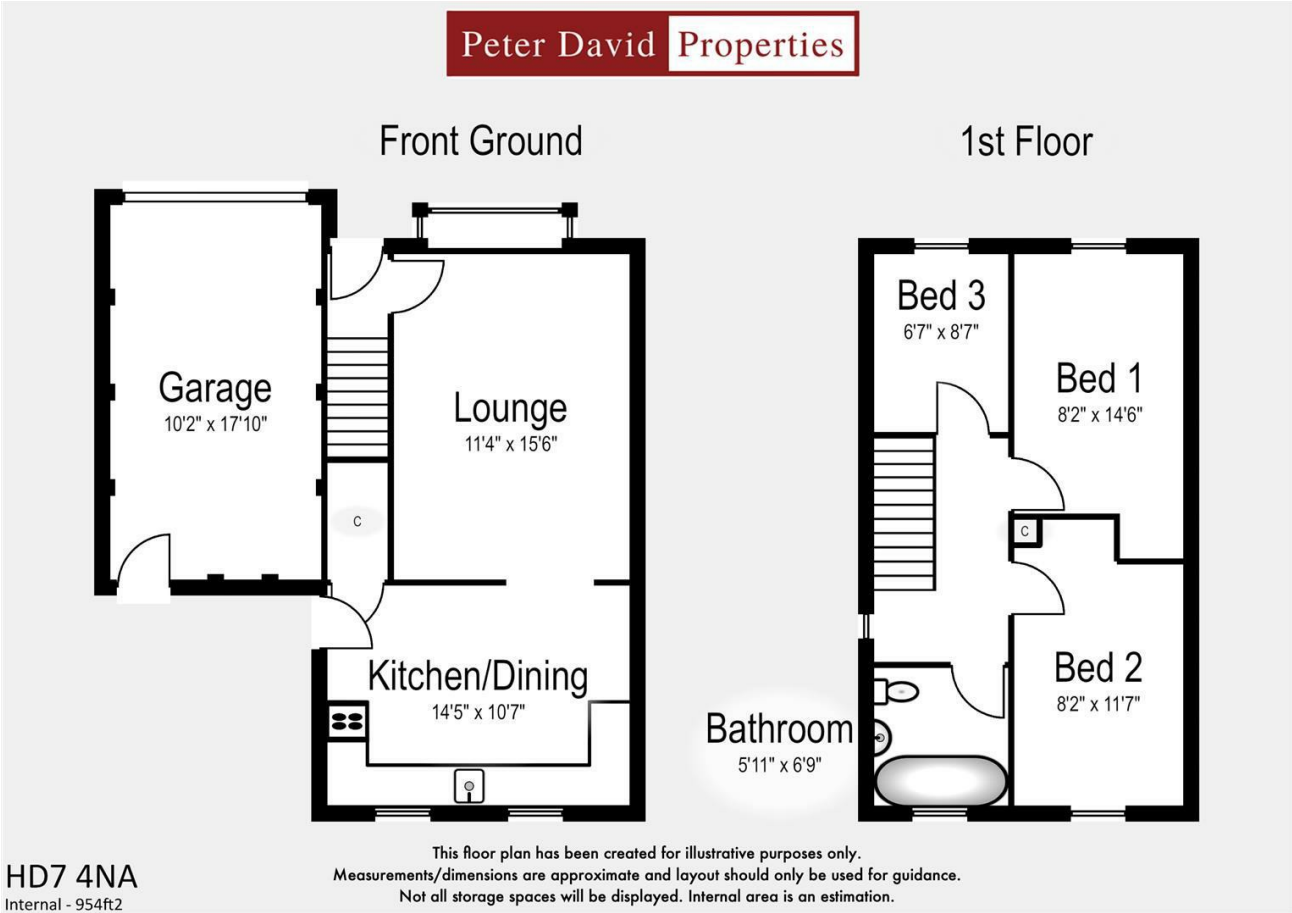 Peter David Properties
Front Ground
1st Floor
Garage
10'2" x 17'10"
Lounge
11'4" x 15'6"
C
Kitchen/Dining
14'5" x 10'7"
Bed 3
6'7" x 8'7"
Bed 1
8'2" x 14'6"
C
Bed 2
8'2" x 11'7"
Bathroom
5'11" x 6'9"
This floor plan has been created for illustrative purposes only.
Measurements/dimensions are approximate and layout should only be used for guidance.
Not all storage spaces will be displayed. Internal area is an estimation.
HD7 4NA
Internal - 954ft2